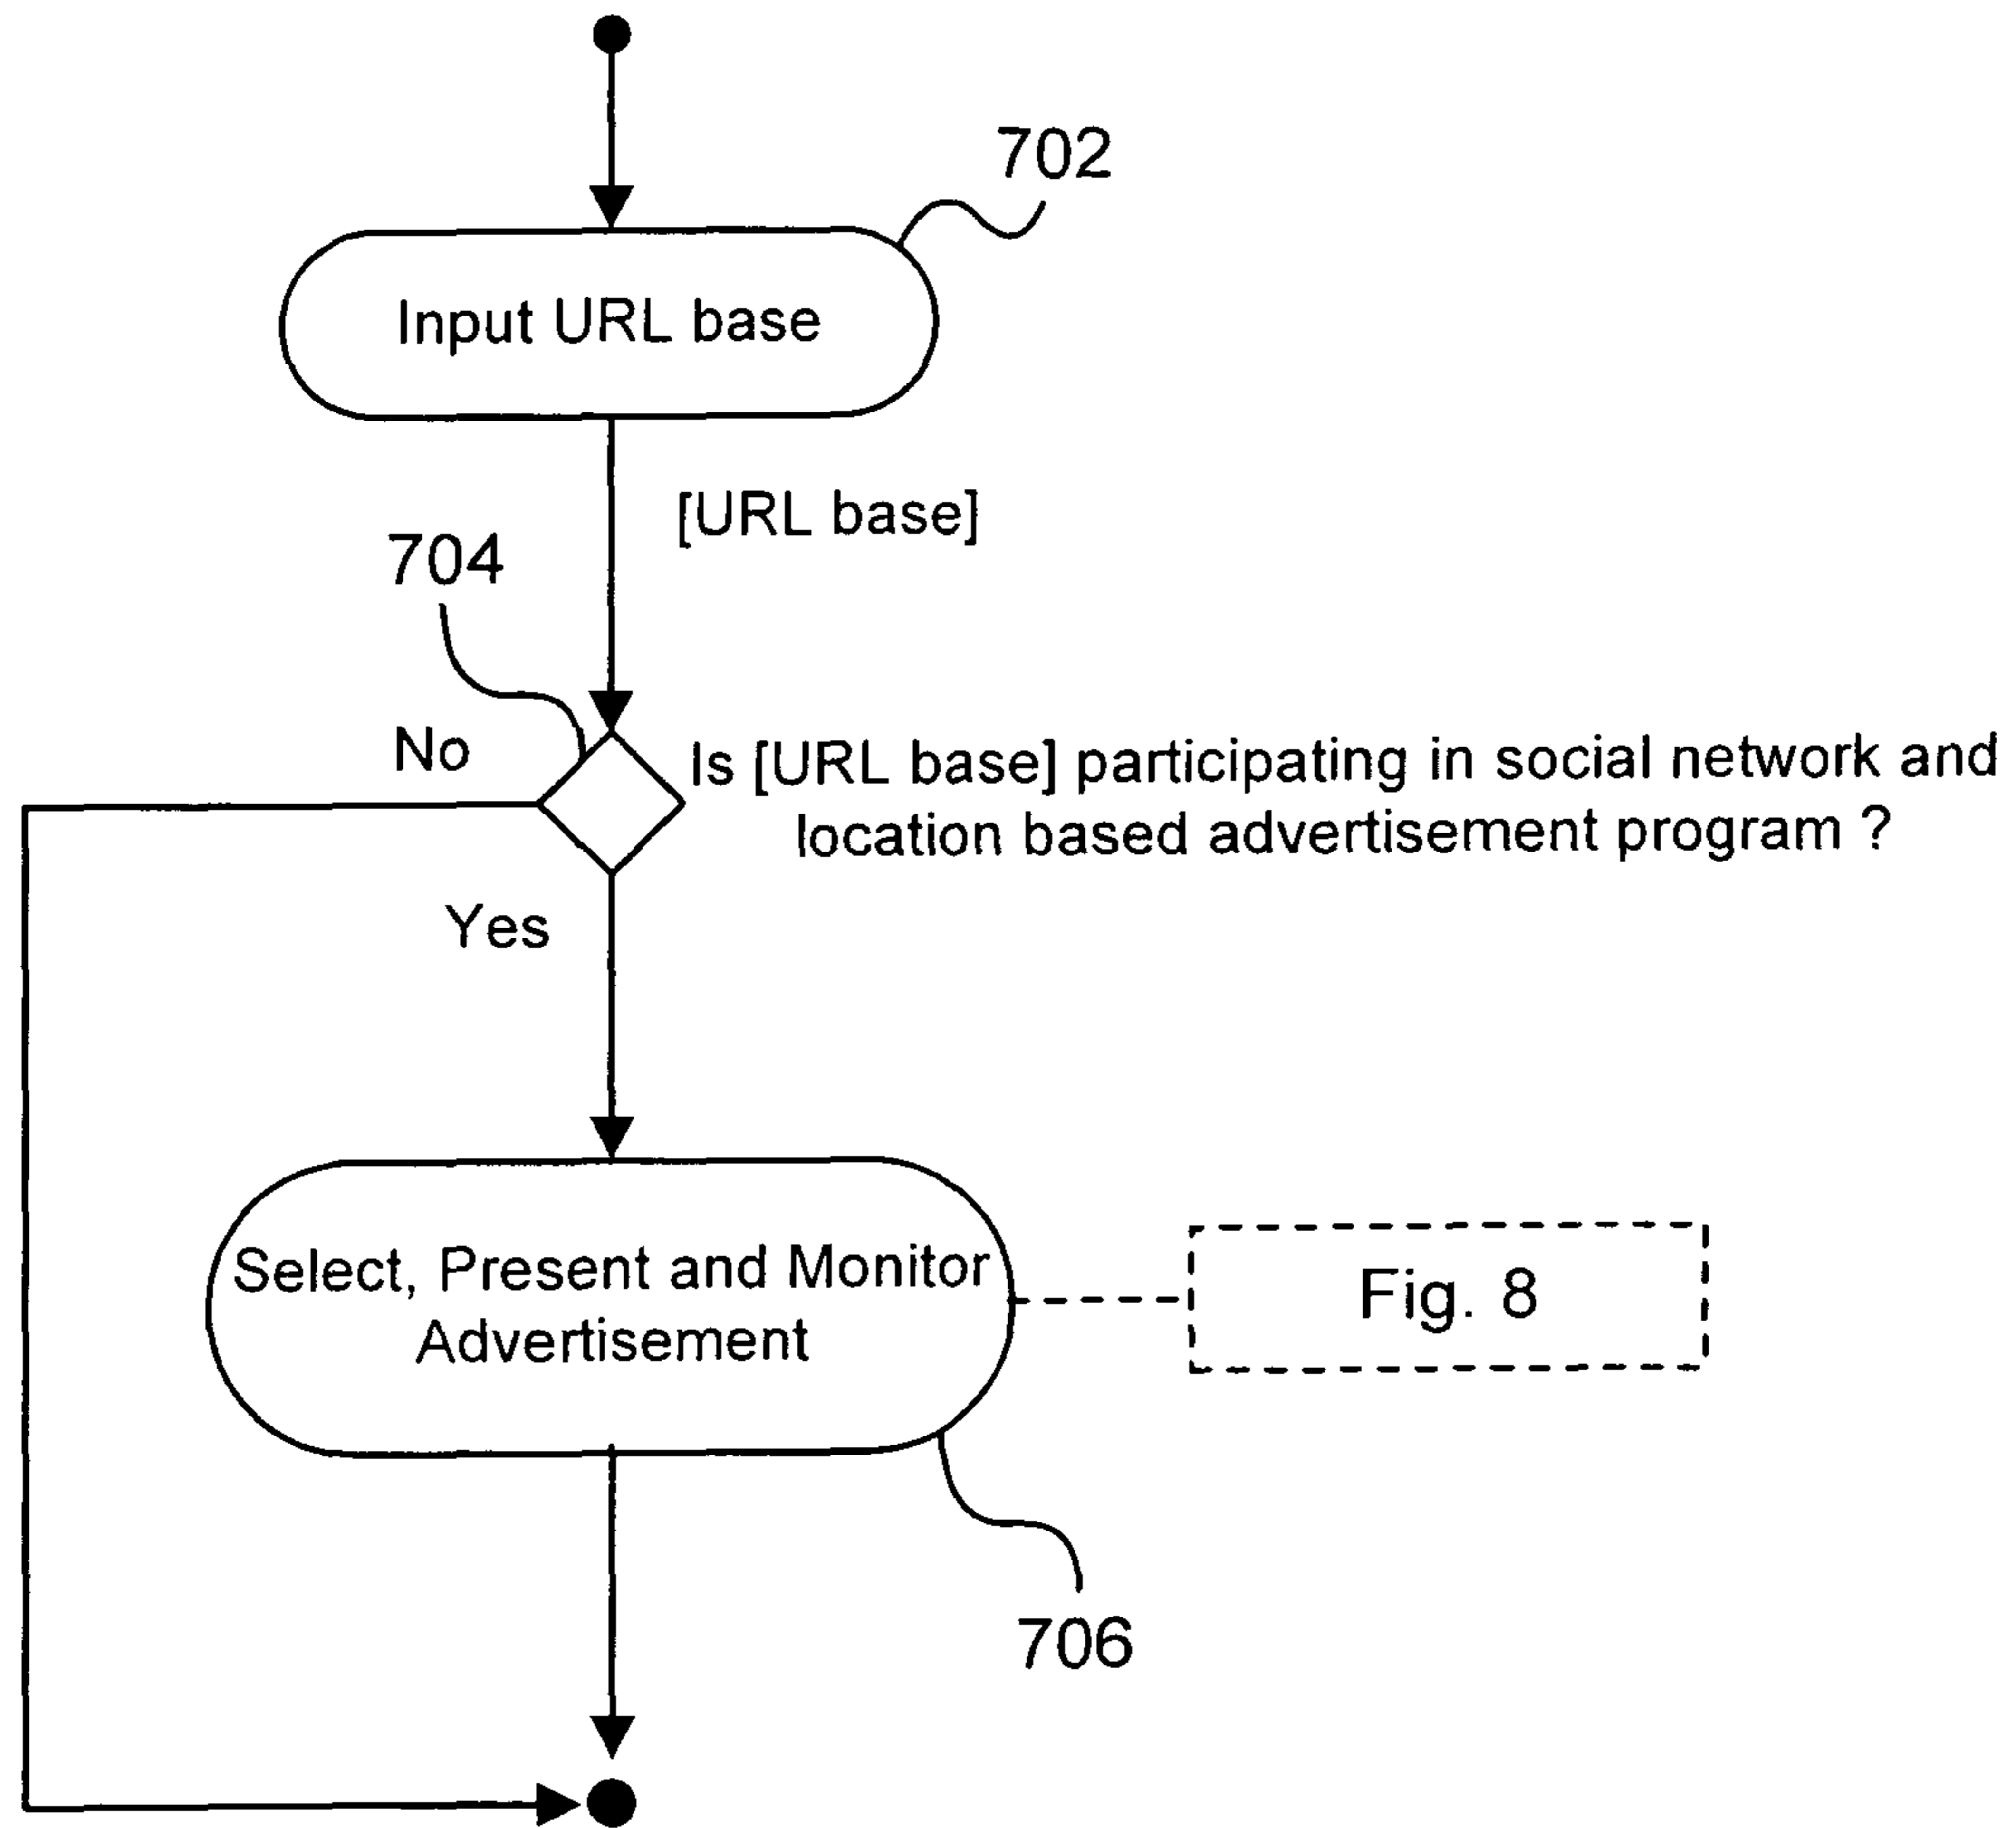 702
Input URL base
[URL base]
704
No
Is [URL base] participating in social network and
location based advertisement program ?
Yes
Select, Present and Monitor
Advertisement
Fig. 8
706